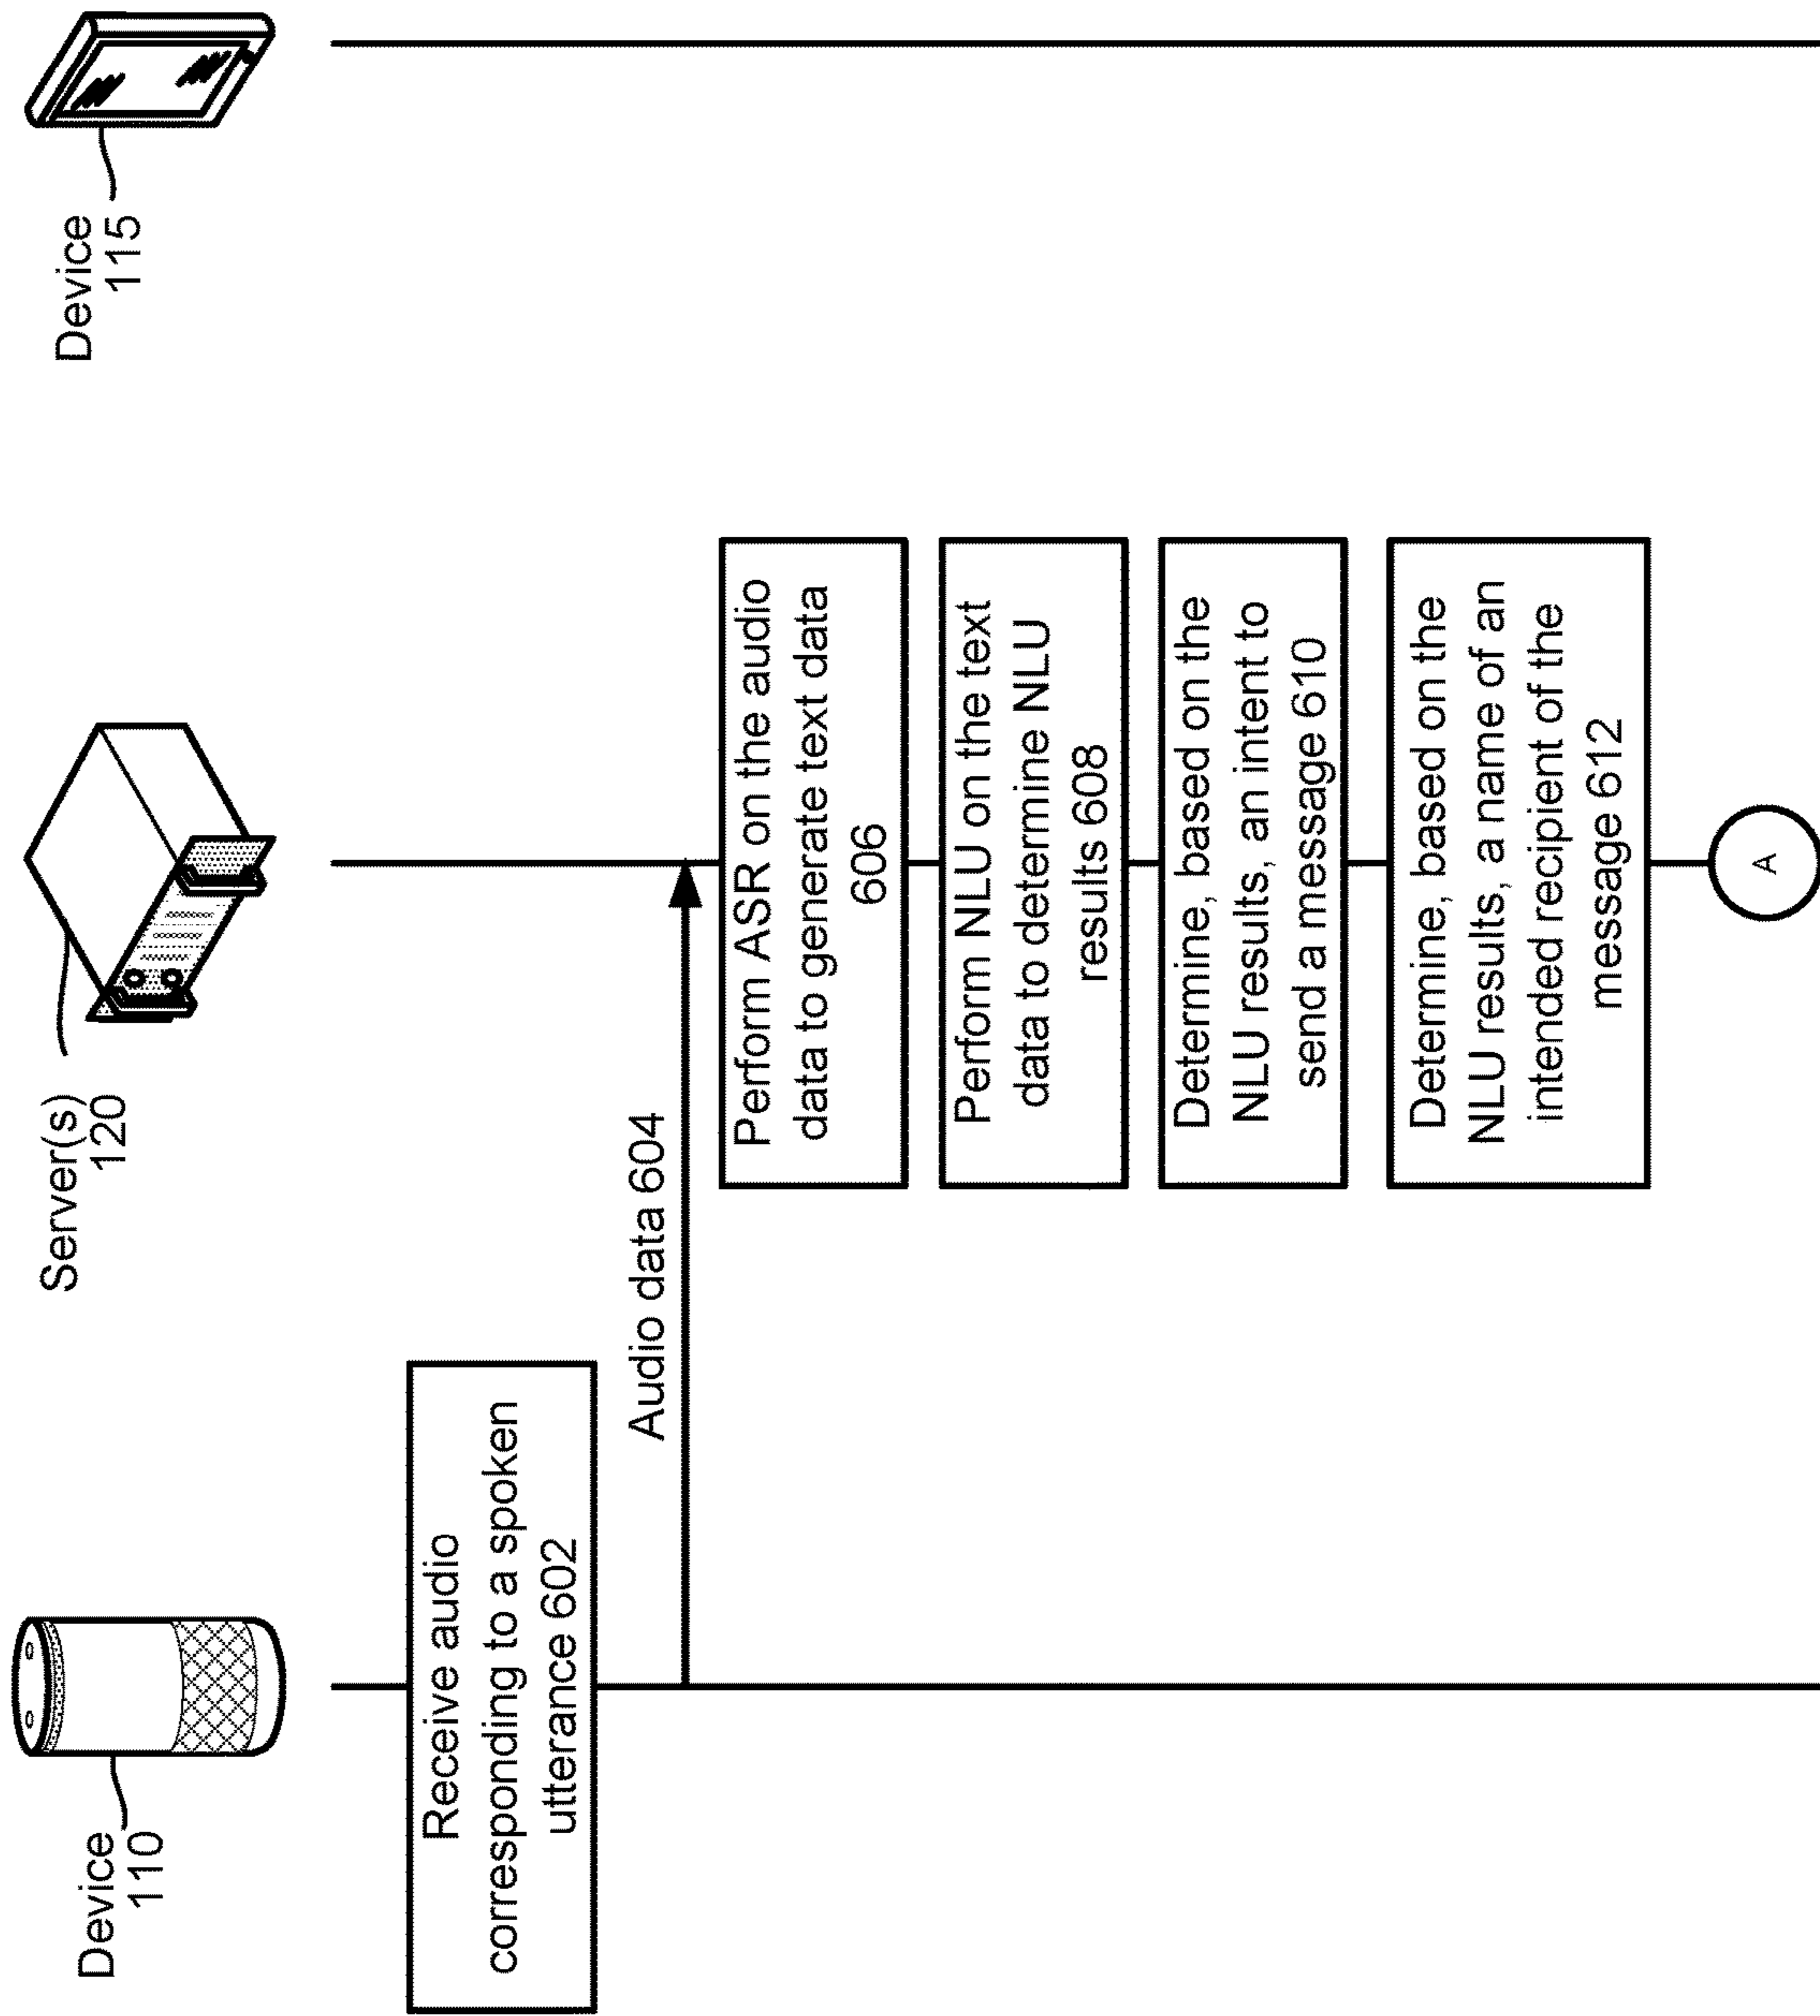 Device
110
Server(s)
120
Device
115
Receive audio
corresponding to a spoken
utterance 602
Audio data 604
Perform ASR on the audio
data to generate text data
606
Perform NLU on the text
data to determine NLU
results 608
Determine, based on the
NLU results, an intent to
send a message 610
Determine, based on the
NLU results, a name of an
intended recipient of the
message 612
A